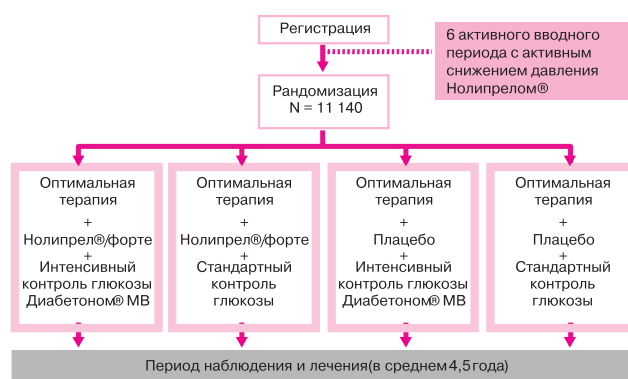 Регистрация
6 активного вводного
периода с активным
снижением давления
Нолипрелом®
Рандомизация
N = 11 140
Оптимальная
терапия
+
Нолипрел®/форте
+
Интенсивный
контроль глюкозы
Диабетоном® МВ
Оптимальная
терапия
+
Нолипрел®/форте
+
Стандартный
контроль
глюкозы
Оптимальная
терапия
+
Плацебо
+
Интенсивный
контроль глюкозы
Диабетоном® МВ
Оптимальная
терапия
+
Плацебо
+
Стандартный
контроль
глюкозы
Период наблюдения и лечения(в среднем 4,5 года)